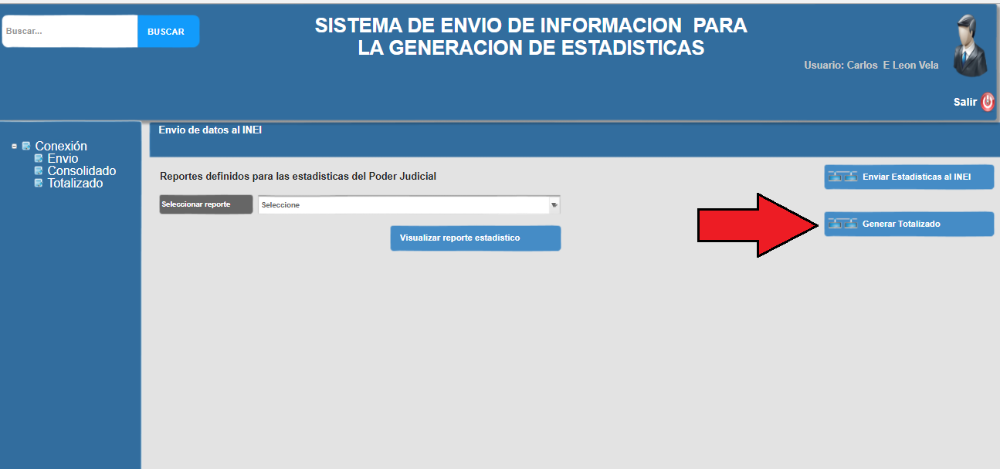 Buscar...
BUSCAR
SISTEMA DE ENVIO DE INFORMACION PARA
LA GENERACION DE ESTADISTICAS
Usuario: Carlos E Leon Vela
Salir
Conexión
Envio
Consolidado
Totalizado
Envio de datos al INEI
Reportes definidos para las estadisticas del Poder Judicial
Seleccionar reporte
Seleccione
Visualizar reporte estadistico
Enviar Estadisticas al INEI
Generar Totalizado